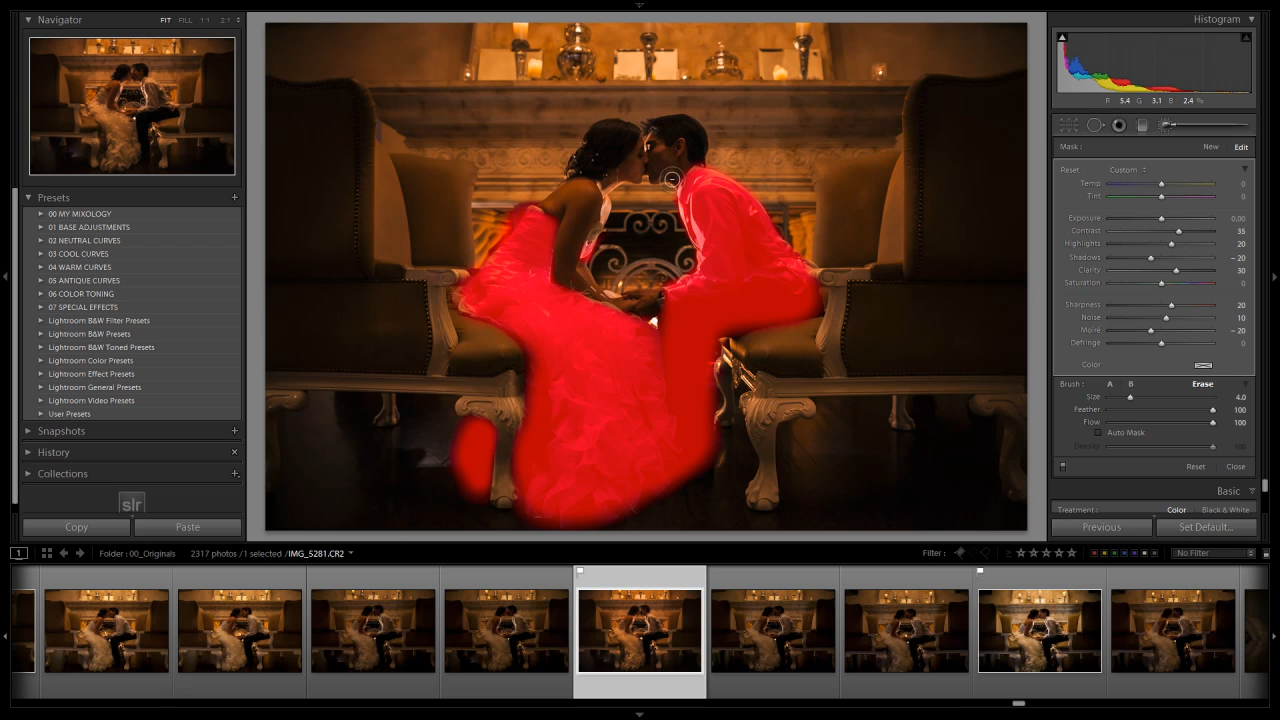 Navigator
FIT FILL 1:1 2:1
Presets
00 MY MIXOLOGY
01 BASE ADJUSTMENTS
02 NEUTRAL CURVES
03 COOL CURVES
04 WARM CURVES
05 ANTIQUE CURVES
06 COLOR TONING
07 SPECIAL EFFECTS
Lightroom B&W Filter Presets
Lightroom B&W Presets
Lightroom B&W Toned Presets
Lightroom Color Presets
Lightroom Effect Presets
Lightroom General Presets
Lightroom Video Presets
User Presets
Snapshots
History
Collections
slr
Copy Paste
Histogram
R 5.4 G 3.1 B 2.4 %
Mask : New Edit
Reset Custom
Temp 0
Tint 0
Exposure 0.00
Contrast 35
Highlights 20
Shadows – 20
Clarity 30
Saturation 0
Sharpness 20
Noise 10
Moiré – 20
Defringe 0
Color
Brush : A B Erase
Size 4.0
Feather 100
Flow 100
Auto Mask
Density 100
Reset Close
Basic
Treatment : Color Black & White
Previous Set Default...
1 Folder : 00_Originals 2317 photos /1 selected /IMG_5281.CR2 Filter : ≥ No Filter